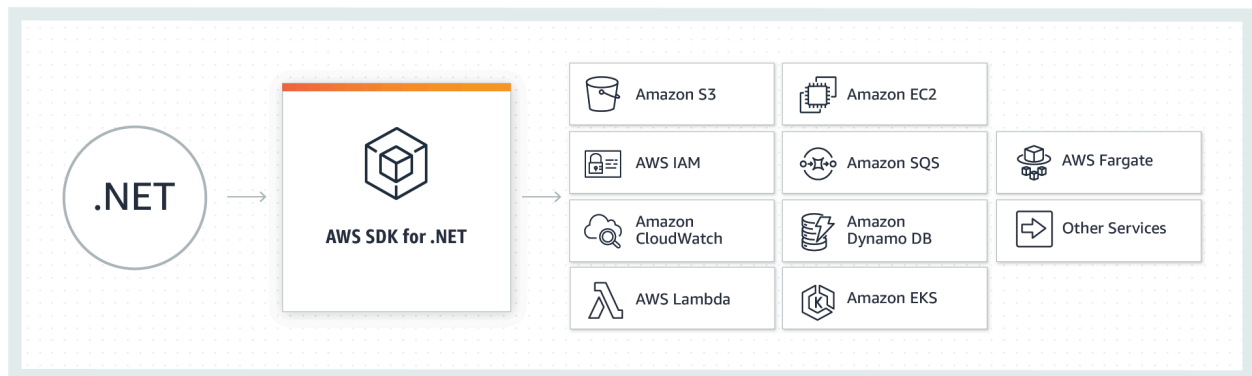 .NET
AWS SDK for .NET
Amazon S3
Amazon EC2
AWS IAM
Amazon SQS
AWS Fargate
Amazon
CloudWatch
Amazon
Dynamo DB
Other Services
AWS Lambda
K
Amazon EKS